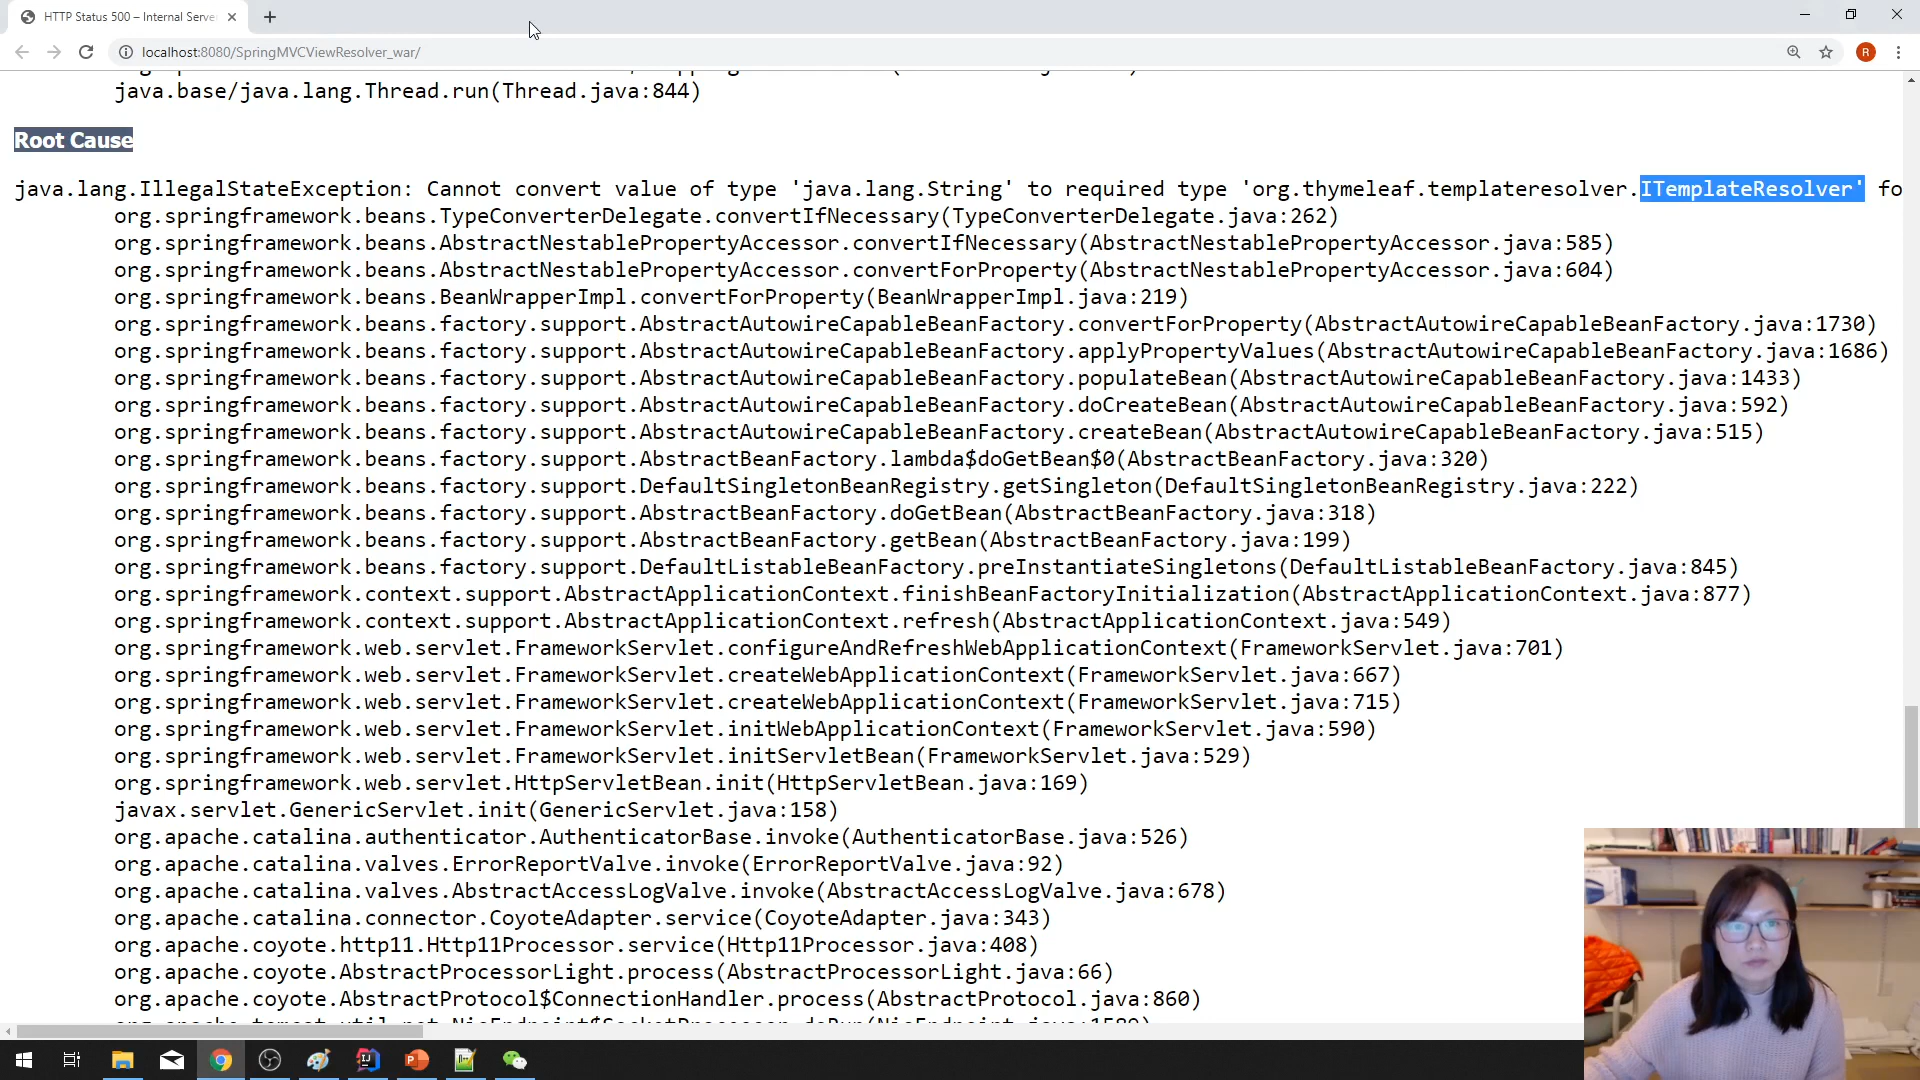 HTTP Status 500 – Internal Server
localhost:8080/SpringMVCViewResolver_war/
R
java.base/java.lang.Thread.run(Thread.java:844)
Root Cause
java.lang.IllegalStateException: Cannot convert value of type 'java.lang.String' to required type 'org.thymeleaf.templateresolver.ITemplateResolver' fo
org.springframework.beans.TypeConverterDelegate.convertIfNecessary(TypeConverterDelegate.java:262)
org.springframework.beans.AbstractNestablePropertyAccessor.convertIfNecessary(AbstractNestablePropertyAccessor.java:585)
org.springframework.beans.AbstractNestablePropertyAccessor.convertForProperty(AbstractNestablePropertyAccessor.java:604)
org.springframework.beans.BeanWrapperImpl.convertForProperty(BeanWrapperImpl.java:219)
org.springframework.beans.factory.support.AbstractAutowireCapableBeanFactory.convertForProperty(AbstractAutowireCapableBeanFactory.java:1730)
org.springframework.beans.factory.support.AbstractAutowireCapableBeanFactory.applyPropertyValues(AbstractAutowireCapableBeanFactory.java:1686)
org.springframework.beans.factory.support.AbstractAutowireCapableBeanFactory.populateBean(AbstractAutowireCapableBeanFactory.java:1433)
org.springframework.beans.factory.support.AbstractAutowireCapableBeanFactory.doCreateBean(AbstractAutowireCapableBeanFactory.java:592)
org.springframework.beans.factory.support.AbstractAutowireCapableBeanFactory.createBean(AbstractAutowireCapableBeanFactory.java:515)
org.springframework.beans.factory.support.AbstractBeanFactory.lambda$doGetBean$0(AbstractBeanFactory.java:320)
org.springframework.beans.factory.support.DefaultSingletonBeanRegistry.getSingleton(DefaultSingletonBeanRegistry.java:222)
org.springframework.beans.factory.support.AbstractBeanFactory.doGetBean(AbstractBeanFactory.java:318)
org.springframework.beans.factory.support.AbstractBeanFactory.getBean(AbstractBeanFactory.java:199)
org.springframework.beans.factory.support.DefaultListableBeanFactory.preInstantiateSingletons(DefaultListableBeanFactory.java:845)
org.springframework.context.support.AbstractApplicationContext.finishBeanFactoryInitialization(AbstractApplicationContext.java:877)
org.springframework.context.support.AbstractApplicationContext.refresh(AbstractApplicationContext.java:549)
org.springframework.web.servlet.FrameworkServlet.configureAndRefreshWebApplicationContext(FrameworkServlet.java:701)
org.springframework.web.servlet.FrameworkServlet.createWebApplicationContext(FrameworkServlet.java:667)
org.springframework.web.servlet.FrameworkServlet.createWebApplicationContext(FrameworkServlet.java:715)
org.springframework.web.servlet.FrameworkServlet.initWebApplicationContext(FrameworkServlet.java:590)
org.springframework.web.servlet.FrameworkServlet.initServletBean(FrameworkServlet.java:529)
org.springframework.web.servlet.HttpServletBean.init(HttpServletBean.java:169)
javax.servlet.GenericServlet.init(GenericServlet.java:158)
org.apache.catalina.authenticator.AuthenticatorBase.invoke(AuthenticatorBase.java:526)
org.apache.catalina.valves.ErrorReportValve.invoke(ErrorReportValve.java:92)
org.apache.catalina.valves.AbstractAccessLogValve.invoke(AbstractAccessLogValve.java:678)
org.apache.catalina.connector.CoyoteAdapter.service(CoyoteAdapter.java:343)
org.apache.coyote.http11.Http11Processor.service(Http11Processor.java:408)
org.apache.coyote.AbstractProcessorLight.process(AbstractProcessorLight.java:66)
org.apache.coyote.AbstractProtocol$ConnectionHandler.process(AbstractProtocol.java:860)